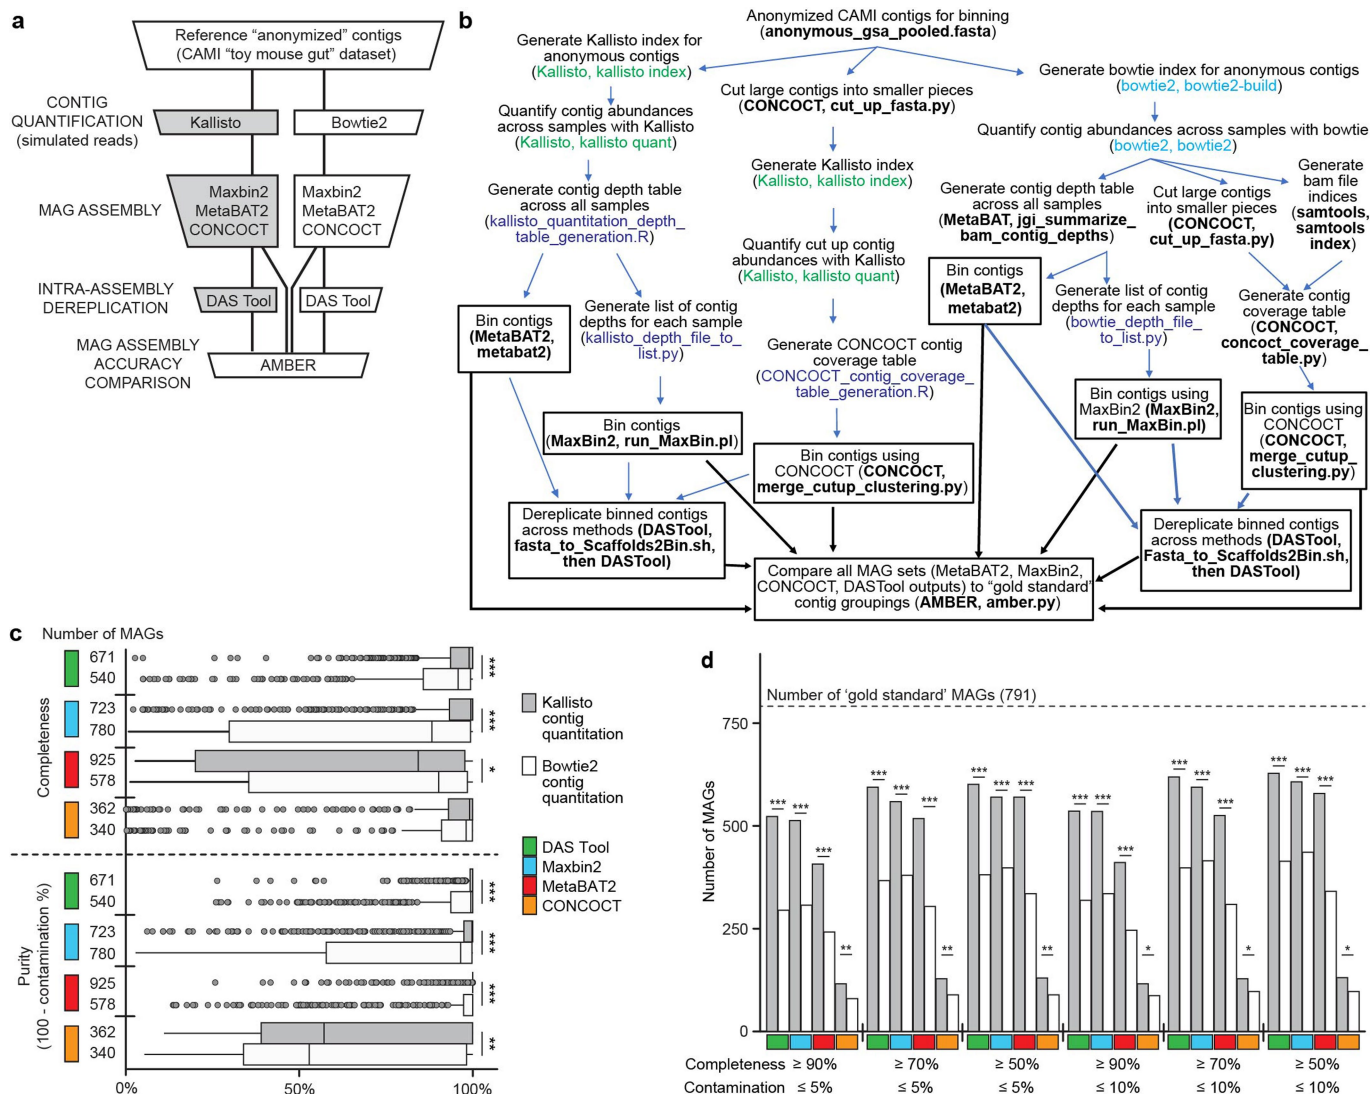 a
Reference “anonymized” contigs
(CAMI “toy mouse gut” dataset)
CONTIG
QUANTIFICATION
(simulated reads)
Kallisto
Bowtie2
MAG ASSEMBLY
Maxbin2
MetaBAT2
CONCOCT
Maxbin2
MetaBAT2
CONCOCT
INTRA-ASSEMBLY
DEREPLICATION
DAS Tool
DAS Tool
MAG ASSEMBLY
ACCURACY
COMPARISON
AMBER
b
Anonymized CAMI contigs for binning
(anonymous_gsa_pooled.fasta)
Generate Kallisto index for
anonymous contigs
(Kallisto, kallisto index)
Quantify contig abundances
across samples with Kallisto
(Kallisto, kallisto quant)
Generate contig depth table
across all samples
(kallisto_quantitation_depth_
table_generation.R)
Bin contigs
(MetaBAT2,
metabat2)
Generate list of contig
depths for each sample
(kallisto_depth_file_to_
list.py)
Bin contigs
(MaxBin2, run_MaxBin.pl)
Cut large contigs into smaller pieces
(CONCOCT, cut_up_fasta.py)
Generate Kallisto index
(Kallisto, kallisto index)
Quantify cut up contig
abundances with Kallisto
(Kallisto, kallisto quant)
Generate CONCOCT contig
coverage table
(CONCOCT_contig_coverage_
table_generation.R)
Bin contigs using
CONCOCT (CONCOCT,
merge_cutup_clustering.py)
Dereplicate binned contigs
across methods (DASTool,
fasta_to_Scaffolds2Bin.sh,
then DASTool)
Generate bowtie index for anonymous contigs
(bowtie2, bowtie2-build)
Quantify contig abundances across samples with bowtie
(bowtie2, bowtie2)
Generate contig depth table
across all samples
(MetaBAT, jgi_summarize_
bam_contig_depths)
Cut large contigs
into smaller pieces
(CONCOCT,
cut_up_fasta.py)
Generate
bam file
indices
(samtools,
samtools
index)
Bin contigs
(MetaBAT2,
metabat2)
Generate list of contig
depths for each sample
(bowtie_depth_file_
to_list.py)
Generate contig
coverage table
(CONCOCT,
concoct_coverage_
table.py)
Bin contigs using
MaxBin2 (MaxBin2,
run_MaxBin.pl)
Bin contigs using
CONCOCT
(CONCOCT,
merge_cutup_
clustering.py)
Dereplicate binned contigs
across methods (DASTool,
Fasta_to_Scaffolds2Bin.sh,
then DASTool)
Compare all MAG sets (MetaBAT2, MaxBin2,
CONCOCT, DASTool outputs) to “gold standard”
contig groupings (AMBER, amber.py)
c
Number of MAGs
Completeness
671
540
***
723
780
***
925
578
*
362
340
Purity
(100 - contamination %)
671
540
***
723
780
***
925
578
***
362
340
**
0%
50%
100%
Kallisto
contig
quantitation
Bowtie2
contig
quantitation
DAS Tool
Maxbin2
MetaBAT2
CONCOCT
d
Number of ‘gold standard’ MAGs (791)
Number of MAGs
750
500
250
0
*** *** *** **
*** *** *** **
*** *** *** **
*** *** *** *
*** *** *** *
*** *** *** *
Completeness ≥ 90% ≥ 70% ≥ 50% ≥ 90% ≥ 70% ≥ 50%
Contamination ≤ 5% ≤ 5% ≤ 5% ≤ 10% ≤ 10% ≤ 10%